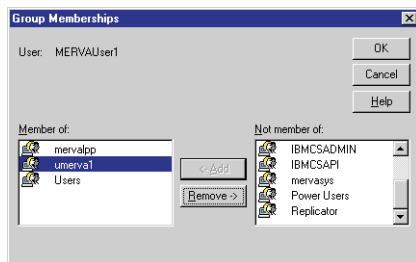 Group Memberships
User: MERVAUser1
OK
Cancel
Help
Member of:
mervalpp
umerva1
Users
<- Add
Remove ->
Not member of:
IBMCSADMIN
IBMCSAPI
mervasys
Power Users
Replicator